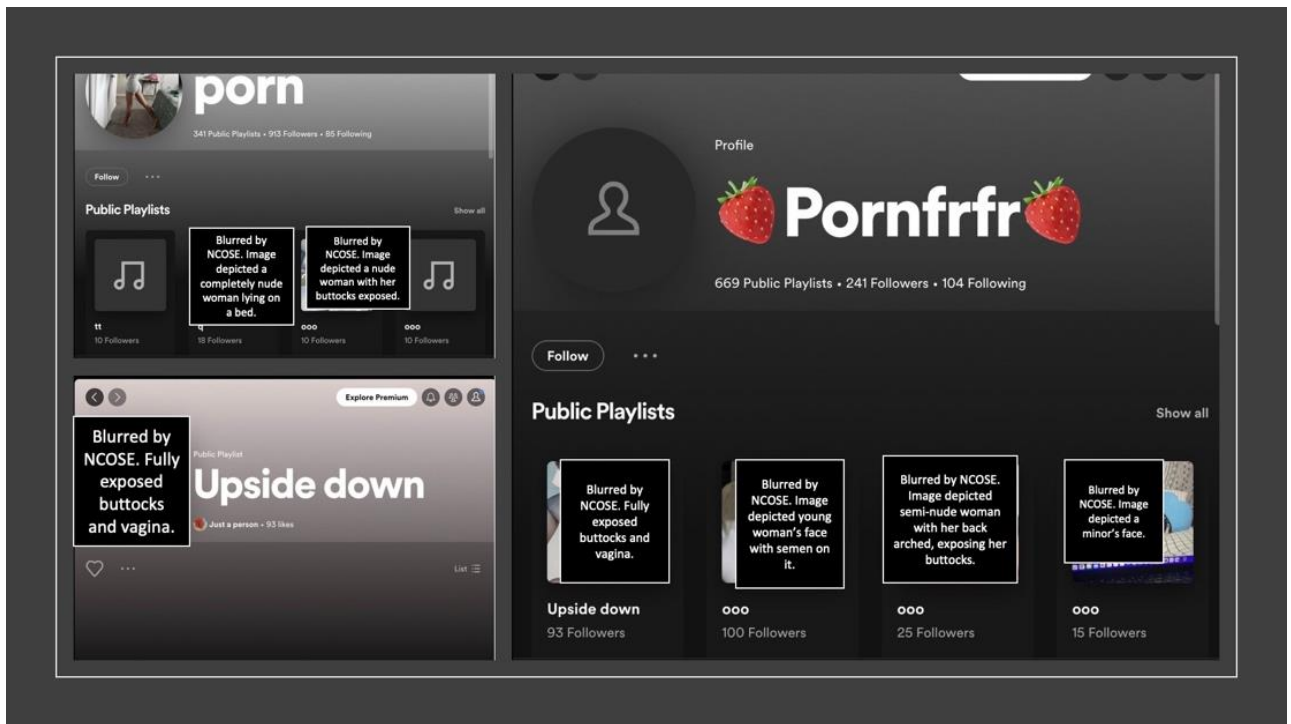 porn
341 Public Playlists • 913 Followers • 85 Following
Follow
Public Playlists
Show all
Blurred by
NCOSE. Image
depicted a
completely nude
woman lying on
a bed.
Blurred by
NCOSE. Image
depicted a nude
woman with her
buttocks exposed.
tt
10 Followers
q
18 Followers
ooo
10 Followers
ooo
10 Followers
Explore Premium
Blurred by
NCOSE. Fully
exposed
buttocks
and vagina.
Public Playlist
Upside down
Just a person • 93 likes
List
Profile
🍓Pornfrfr🍓
669 Public Playlists • 241 Followers • 104 Following
Follow
Public Playlists
Show all
Blurred by
NCOSE. Fully
exposed
buttocks and
vagina.
Upside down
93 Followers
Blurred by
NCOSE. Image
depicted young
woman's face
with semen on
it.
ooo
100 Followers
Blurred by NCOSE.
Image depicted
semi-nude woman
with her back
arched, exposing her
buttocks.
ooo
25 Followers
Blurred by
NCOSE. Image
depicted a
minor's face.
ooo
15 Followers